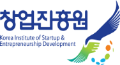 창업진흥원
Korea Institute of Startup &
Entrepreneurship Development